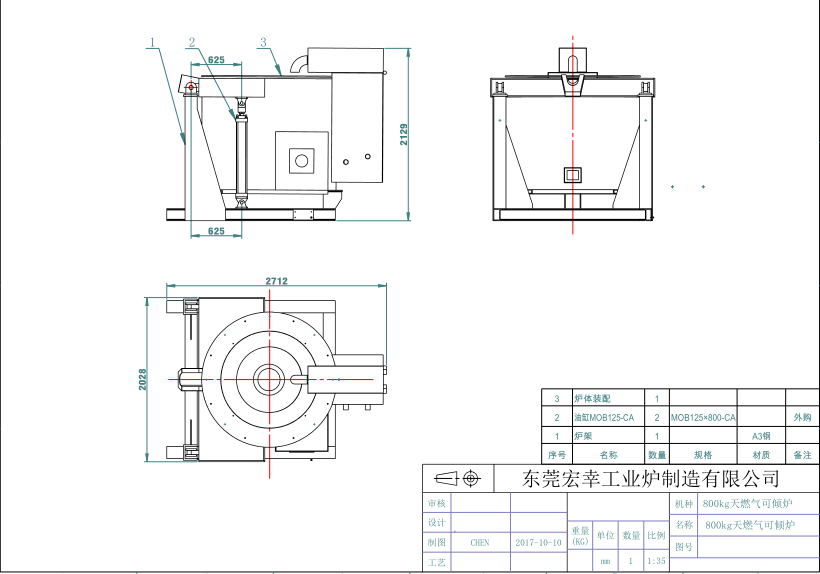 1
2
3
625
2129
625
2712
2028
3 炉体装配 1
2 油缸MOB125-CA 2 MOB125×800-CA 外购
1 炉架 1 A3钢
序号 名称 数量 规格 材质 备注
东莞宏幸工业炉制造有限公司
审核
设计
制图 CHEN 2017-10-10
工艺
重量(KG) 单位 数量 比例
mm 1 1:35
机种 800kg天燃气可倾炉
名称 800kg天燃气可倾炉
图号